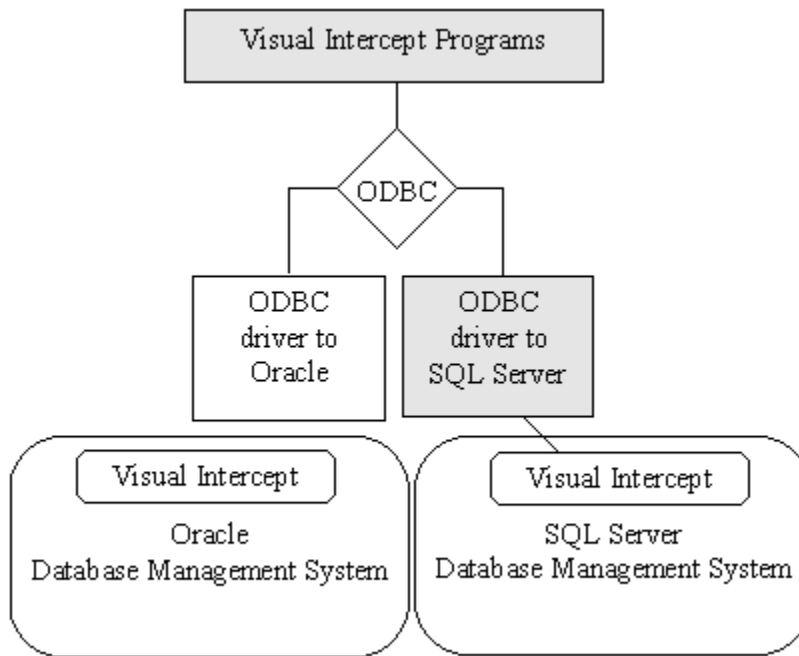 Visual Intercept Programs
ODBC
ODBC
driver to
Oracle
ODBC
driver to
SQL Server
Visual Intercept
Oracle
Database Management System
Visual Intercept
SQL Server
Database Management System